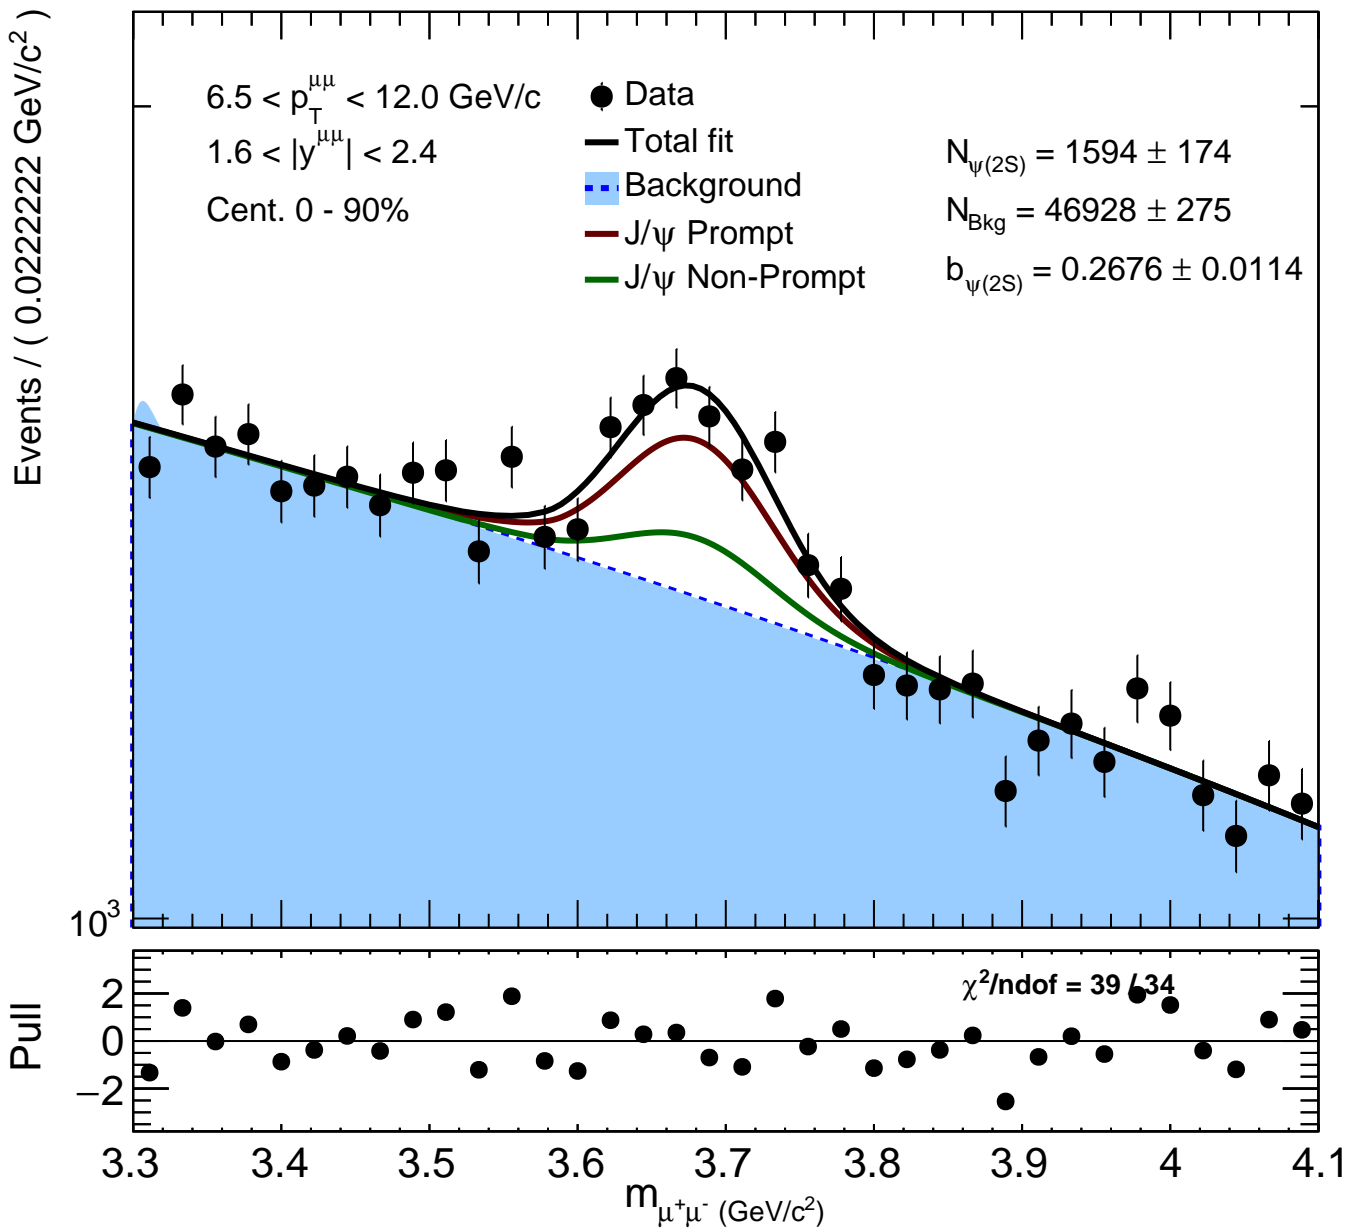 Events / ( 0.0222222 GeV/c²)
6.5 < p_T^μμ < 12.0 GeV/c
1.6 < |y^μμ| < 2.4
Cent. 0 - 90%
Data
Total fit
Background
J/ψ Prompt
J/ψ Non-Prompt
N_ψ(2S) = 1594 ± 174
N_Bkg = 46928 ± 275
b_ψ(2S) = 0.2676 ± 0.0114
10³
Pull
2
0
−2
χ²/ndof = 39 / 34
3.3 3.4 3.5 3.6 3.7 3.8 3.9 4 4.1
m_μ⁺μ⁻ (GeV/c²)